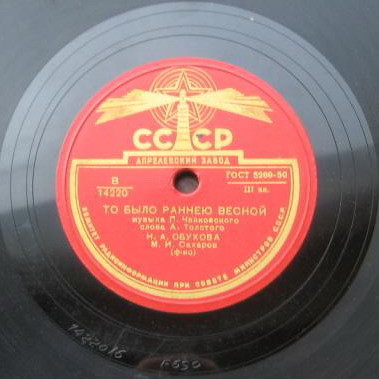 СССР
АПРЕЛЕВСКИЙ ЗАВОД
В
14220
ГОСТ 5289-50
III кл.
ТО БЫЛО РАННЕЮ ВЕСНОЙ
музыка П. Чайковского
слова А. Толстого
Н. А. ОБУХОВА
М. И. Сахаров
(ф-но)
КОМИТЕТ РАДИОИНФОРМАЦИИ ПРИ СОВЕТЕ МИНИСТРОВ СССР.